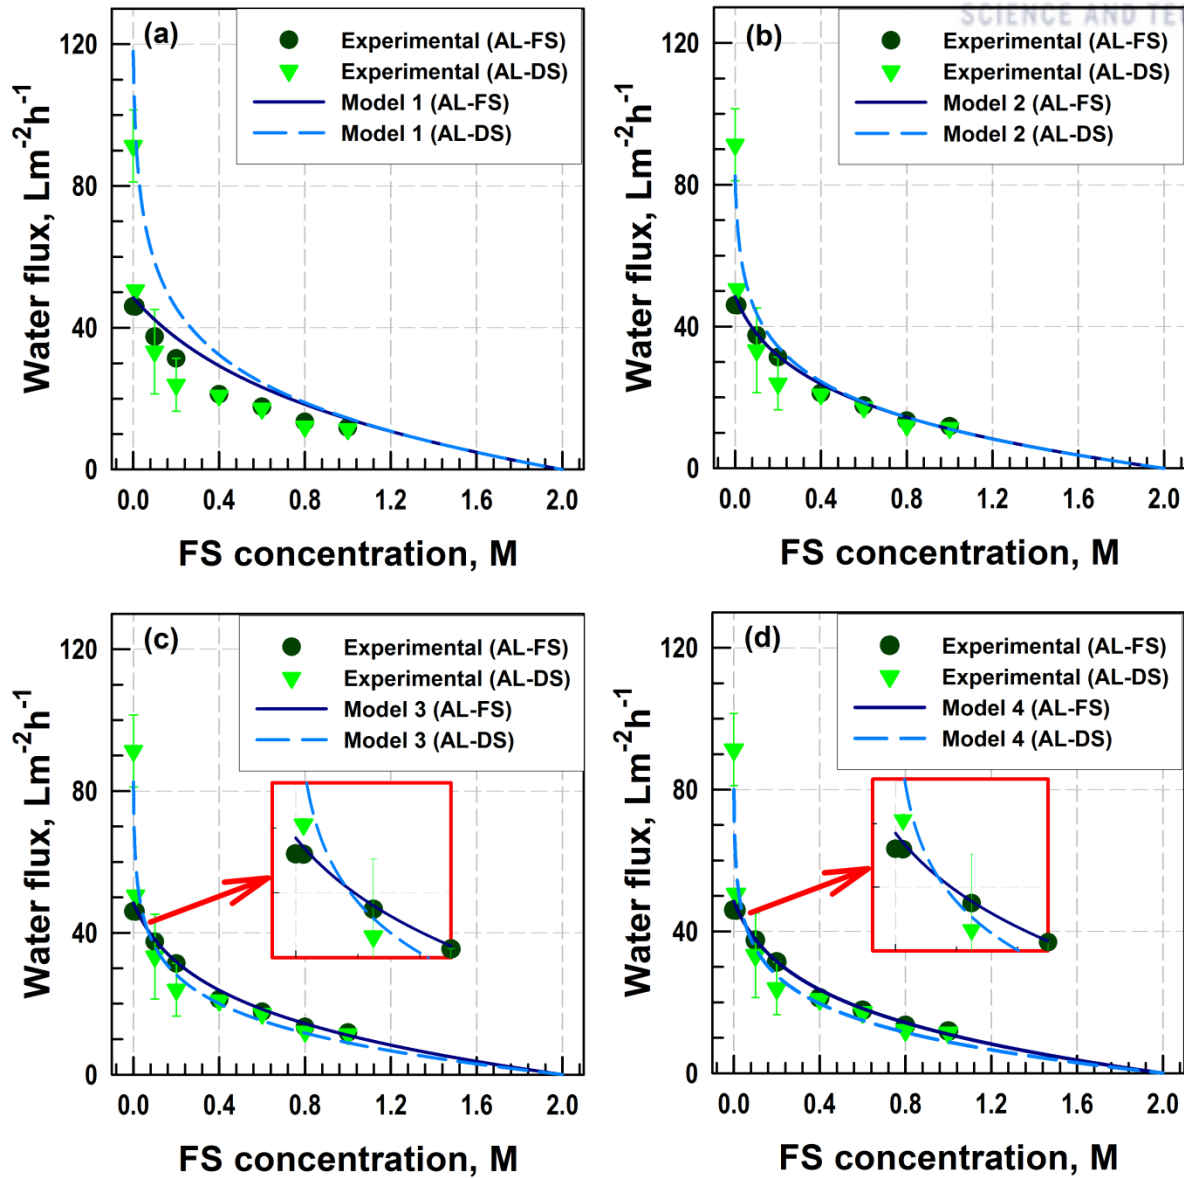 SCIENCE AND TEC
(a)
Experimental (AL-FS)
Experimental (AL-DS)
Model 1 (AL-FS)
Model 1 (AL-DS)
Water flux, Lm⁻²h⁻¹
120
80
40
0
0.0 0.4 0.8 1.2 1.6 2.0
FS concentration, M
(b)
Experimental (AL-FS)
Experimental (AL-DS)
Model 2 (AL-FS)
Model 2 (AL-DS)
Water flux, Lm⁻²h⁻¹
120
80
40
0
0.0 0.4 0.8 1.2 1.6 2.0
FS concentration, M
(c)
Experimental (AL-FS)
Experimental (AL-DS)
Model 3 (AL-FS)
Model 3 (AL-DS)
Water flux, Lm⁻²h⁻¹
120
80
40
0
0.0 0.4 0.8 1.2 1.6 2.0
FS concentration, M
(d)
Experimental (AL-FS)
Experimental (AL-DS)
Model 4 (AL-FS)
Model 4 (AL-DS)
Water flux, Lm⁻²h⁻¹
120
80
40
0
0.0 0.4 0.8 1.2 1.6 2.0
FS concentration, M